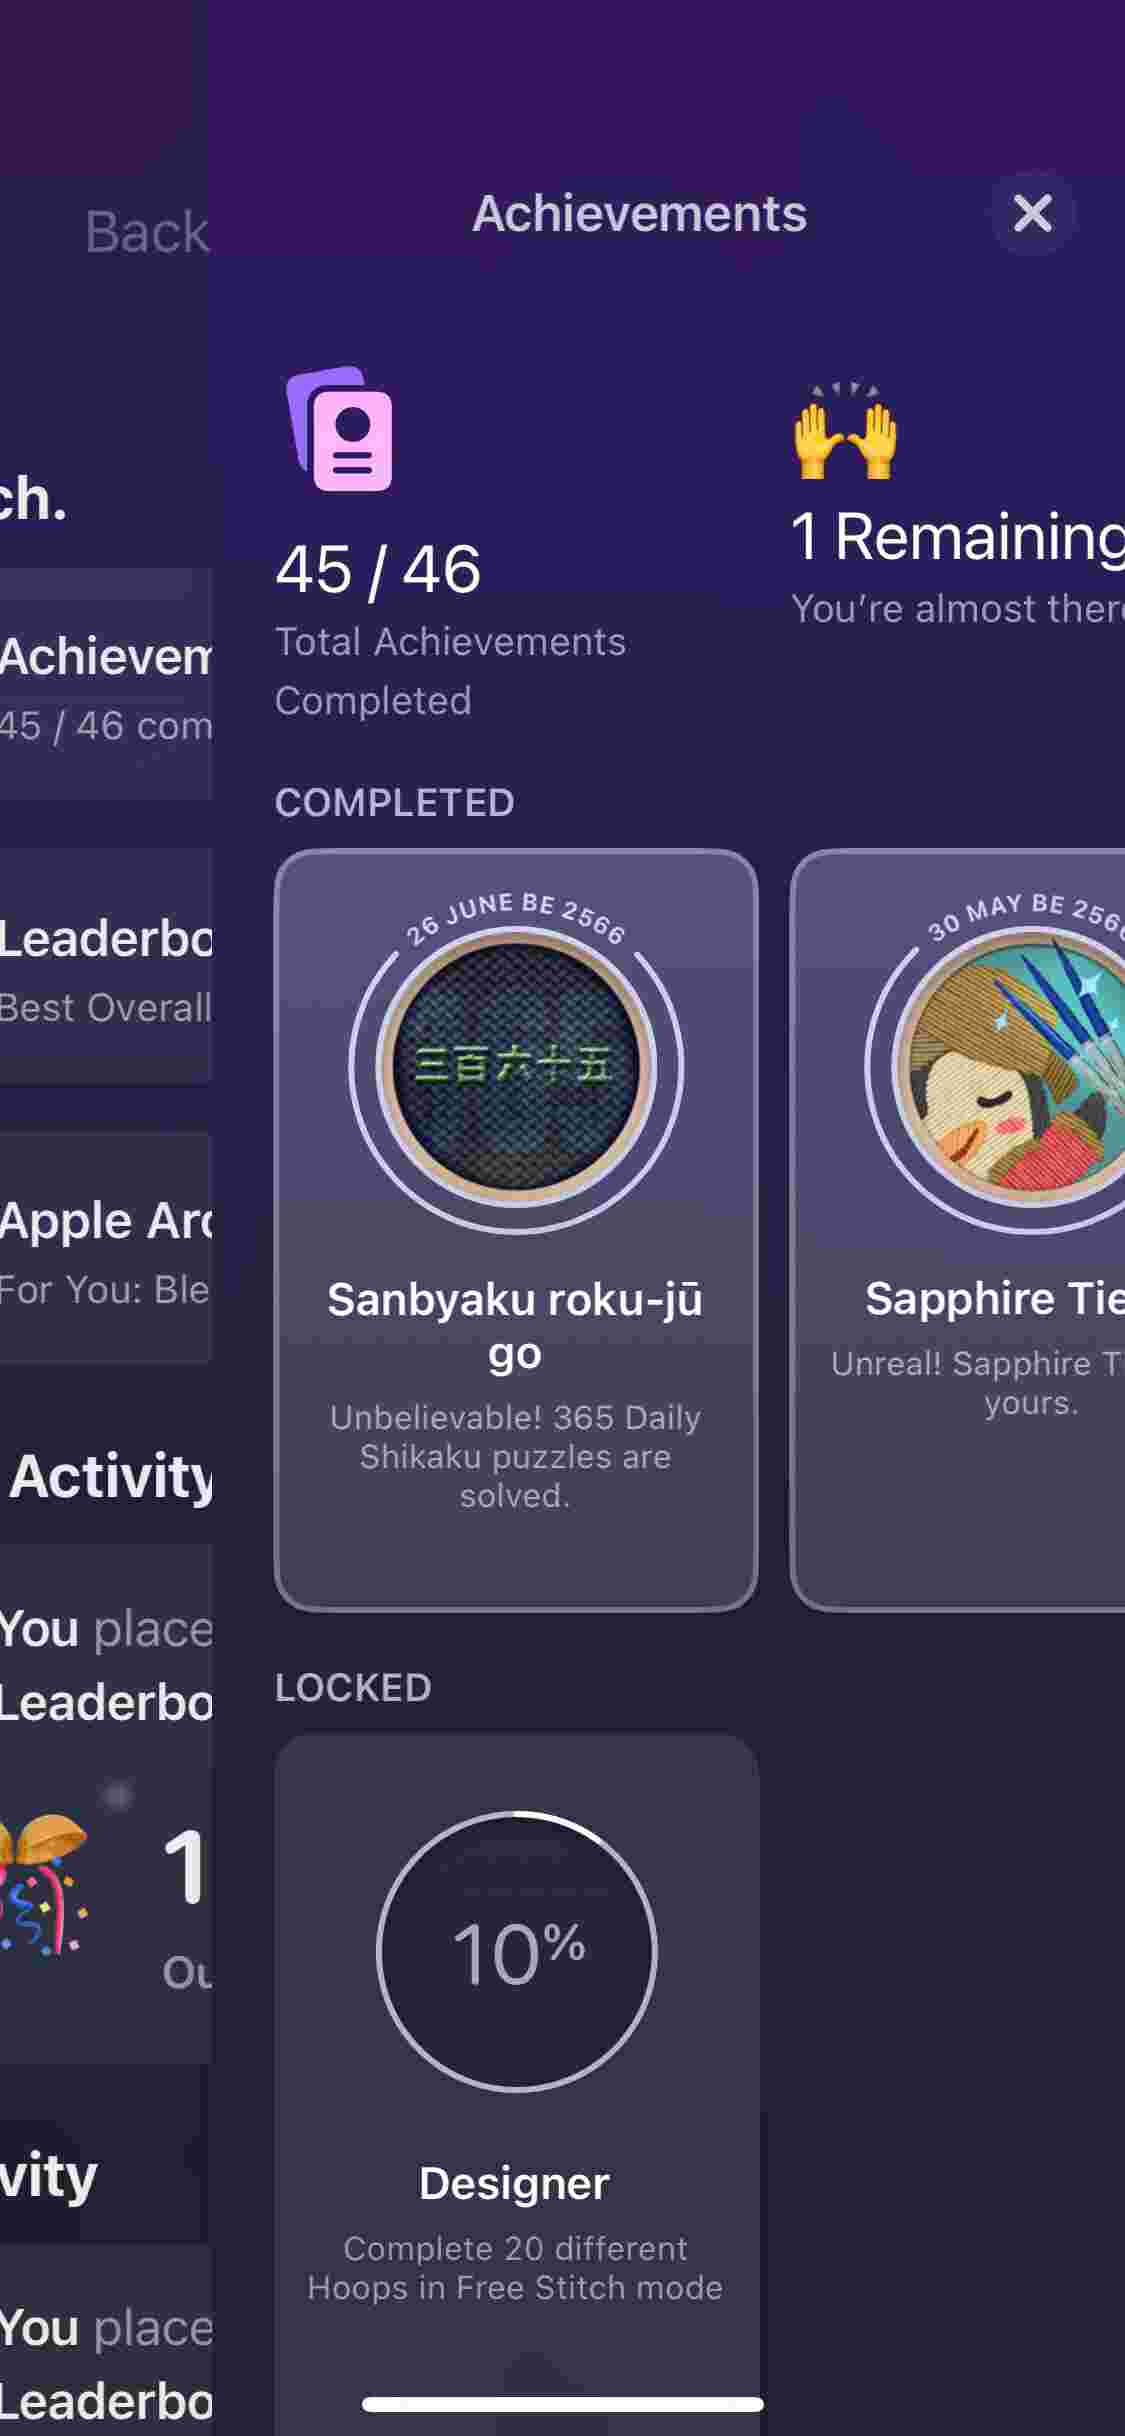 Back
Achievements
ch.
Achievem
45 / 46 com
Leaderbo
Best Overall
Apple Arc
For You: Ble
Activity
You place
Leaderbo
1
Ou
vity
You place
Leaderbo
45 / 46
Total Achievements
Completed
1 Remaining
You're almost there
COMPLETED
26 JUNE BE 2566
三百六十五
Sanbyaku roku-jū
go
Unbelievable! 365 Daily
Shikaku puzzles are
solved.
30 MAY BE 2566
Sapphire Tie
Unreal! Sapphire T
yours.
LOCKED
10%
Designer
Complete 20 different
Hoops in Free Stitch mode